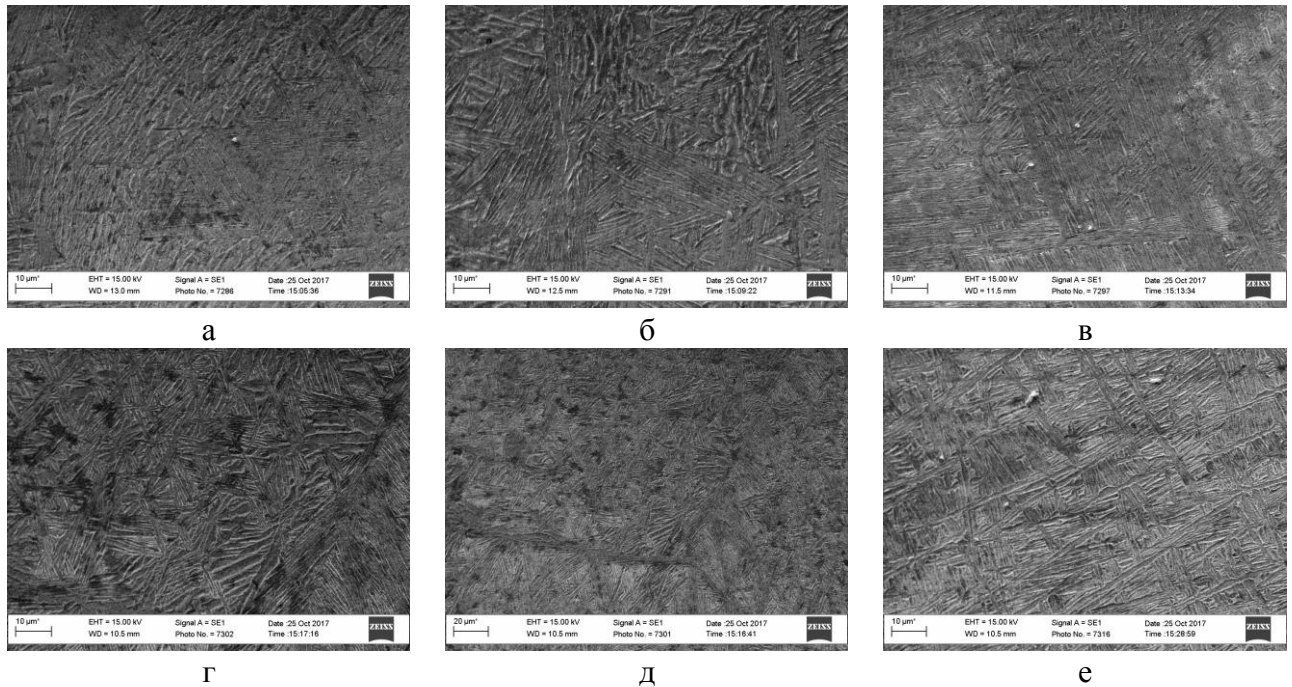 10 µm* EHT = 15.00 kV Signal A = SE1 Date :25 Oct 2017 ZEISS
WD = 13.0 mm Photo No. = 7286 Time :15:05:36
10 µm* EHT = 15.00 kV Signal A = SE1 Date :25 Oct 2017 ZEISS
WD = 12.5 mm Photo No. = 7291 Time :15:09:22
10 µm* EHT = 15.00 kV Signal A = SE1 Date :25 Oct 2017 ZEISS
WD = 11.5 mm Photo No. = 7297 Time :15:13:34
а б в
10 µm* EHT = 15.00 kV Signal A = SE1 Date :25 Oct 2017 ZEISS
WD = 10.5 mm Photo No. = 7302 Time :15:17:16
20 µm* EHT = 15.00 kV Signal A = SE1 Date :25 Oct 2017 ZEISS
WD = 10.5 mm Photo No. = 7301 Time :15:16:41
10 µm* EHT = 15.00 kV Signal A = SE1 Date :25 Oct 2017 ZEISS
WD = 10.5 mm Photo No. = 7316 Time :15:28:59
г д е